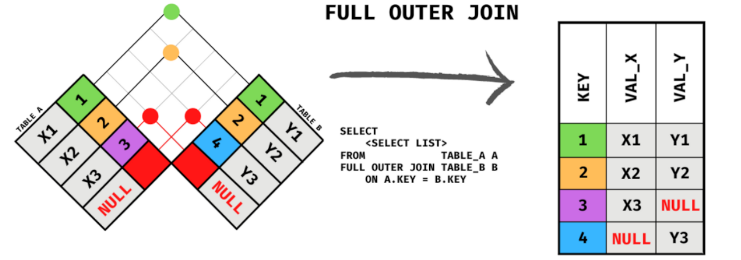 FULL OUTER JOIN
TABLE A
1
X1
2
X2
3
X3
NULL
TABLE B
1
Y1
2
Y2
4
Y3
NULL
SELECT
<SELECT LIST>
FROM TABLE_A A
FULL OUTER JOIN TABLE_B B
ON A.KEY = B.KEY
KEY VAL_X VAL_Y
1 X1 Y1
2 X2 Y2
3 X3 NULL
4 NULL Y3